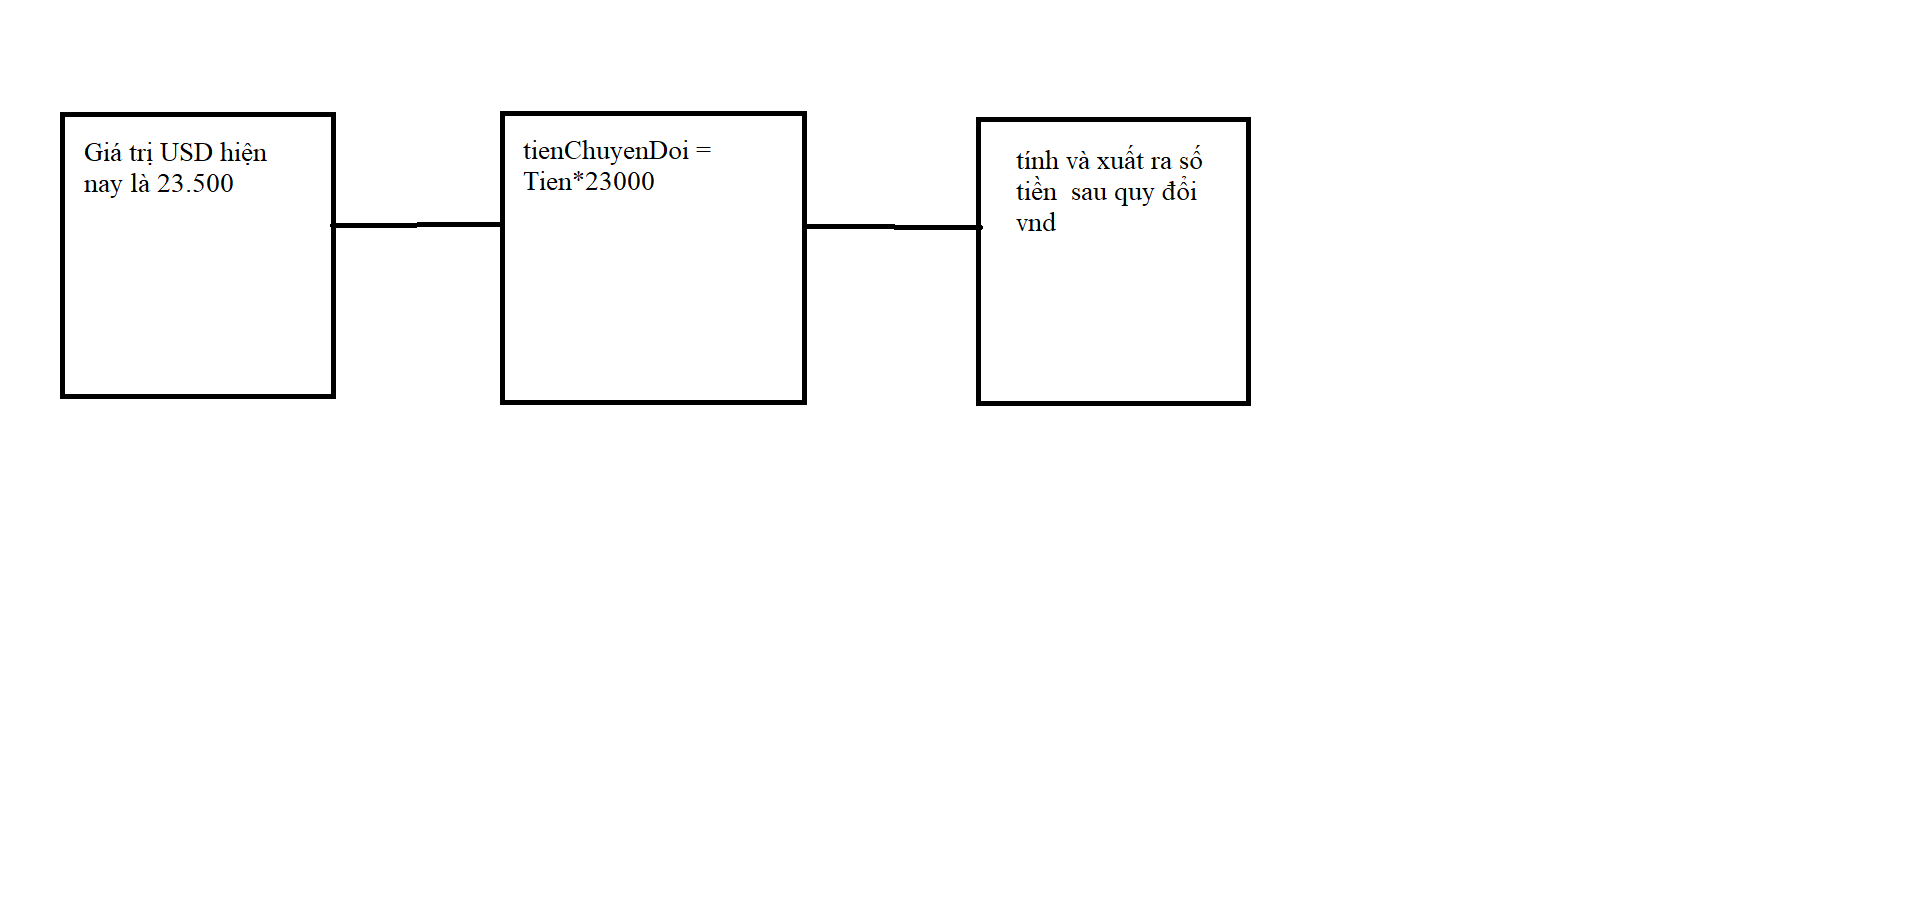 Giá trị USD hiện
nay là 23.500
tienChuyenDoi =
Tien*23000
tính và xuất ra số
tiền  sau quy đổi
vnd